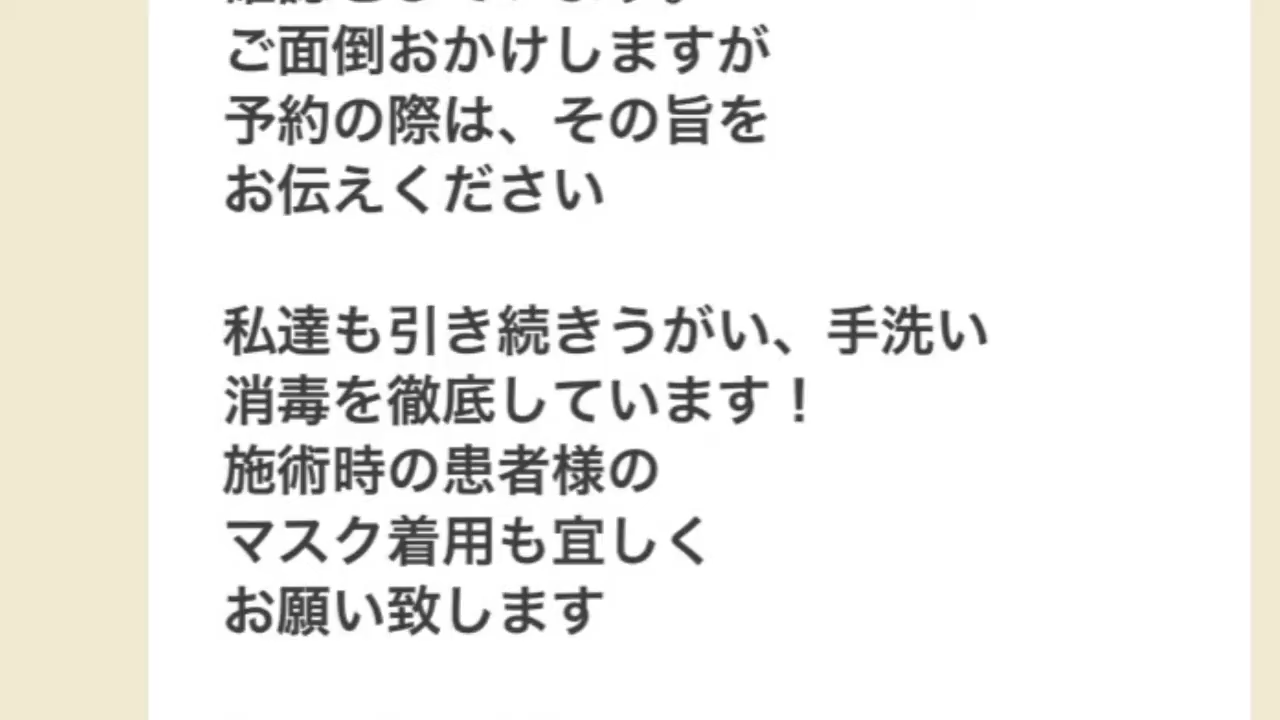 ご面倒おかけしますが
予約の際は、その旨を
お伝えください
私達も引き続きうがい、手洗い
消毒を徹底しています！
施術時の患者様の
マスク着用も宜しく
お願い致します